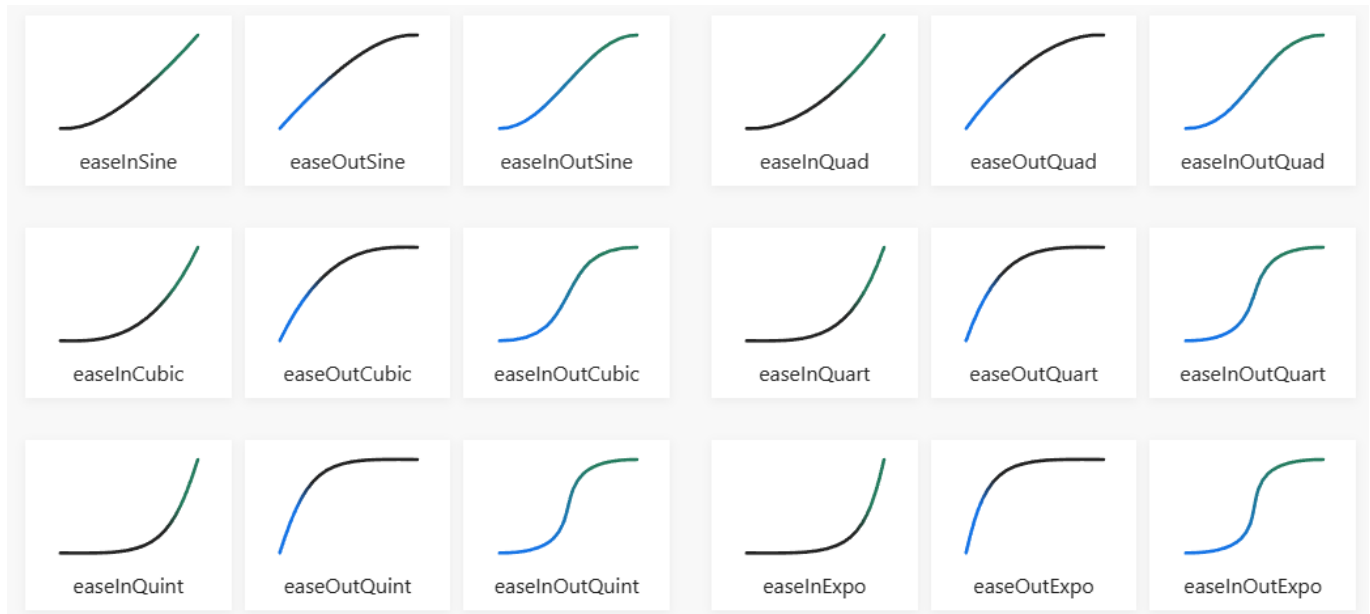 easeInSine easeOutSine easeInOutSine easeInQuad easeOutQuad easeInOutQuad
easeInCubic easeOutCubic easeInOutCubic easeInQuart easeOutQuart easeInOutQuart
easeInQuint easeOutQuint easeInOutQuint easeInExpo easeOutExpo easeInOutExpo